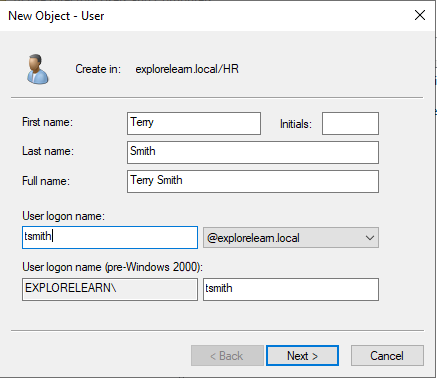 New Object - User
Create in: explorelearn.local/HR
First name: Terry Initials:
Last name: Smith
Full name: Terry Smith
User logon name:
tsmith @explorelearn.local
User logon name (pre-Windows 2000):
EXPLORELEARN\ tsmith
< Back Next > Cancel